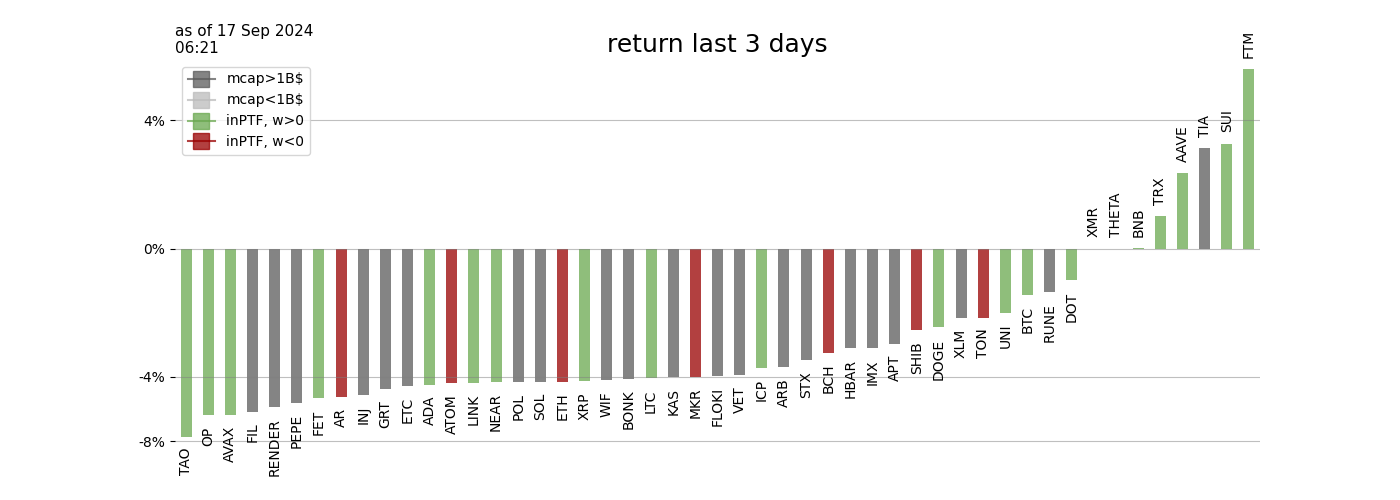 as of 17 Sep 2024
06:21
return last 3 days
mcap>1B$
mcap<1B$
inPTF, w>0
inPTF, w<0
4%
0%
-4%
-8%
TAO
OP
AVAX
FIL
RENDER
PEPE
FET
AR
INJ
GRT
ETC
ADA
ATOM
LINK
NEAR
POL
SOL
ETH
XRP
WIF
BONK
LTC
KAS
MKR
FLOKI
VET
ICP
ARB
STX
BCH
HBAR
IMX
APT
SHIB
DOGE
XLM
TON
UNI
BTC
RUNE
DOT
XMR
THETA
BNB
TRX
AAVE
TIA
SUI
FTM